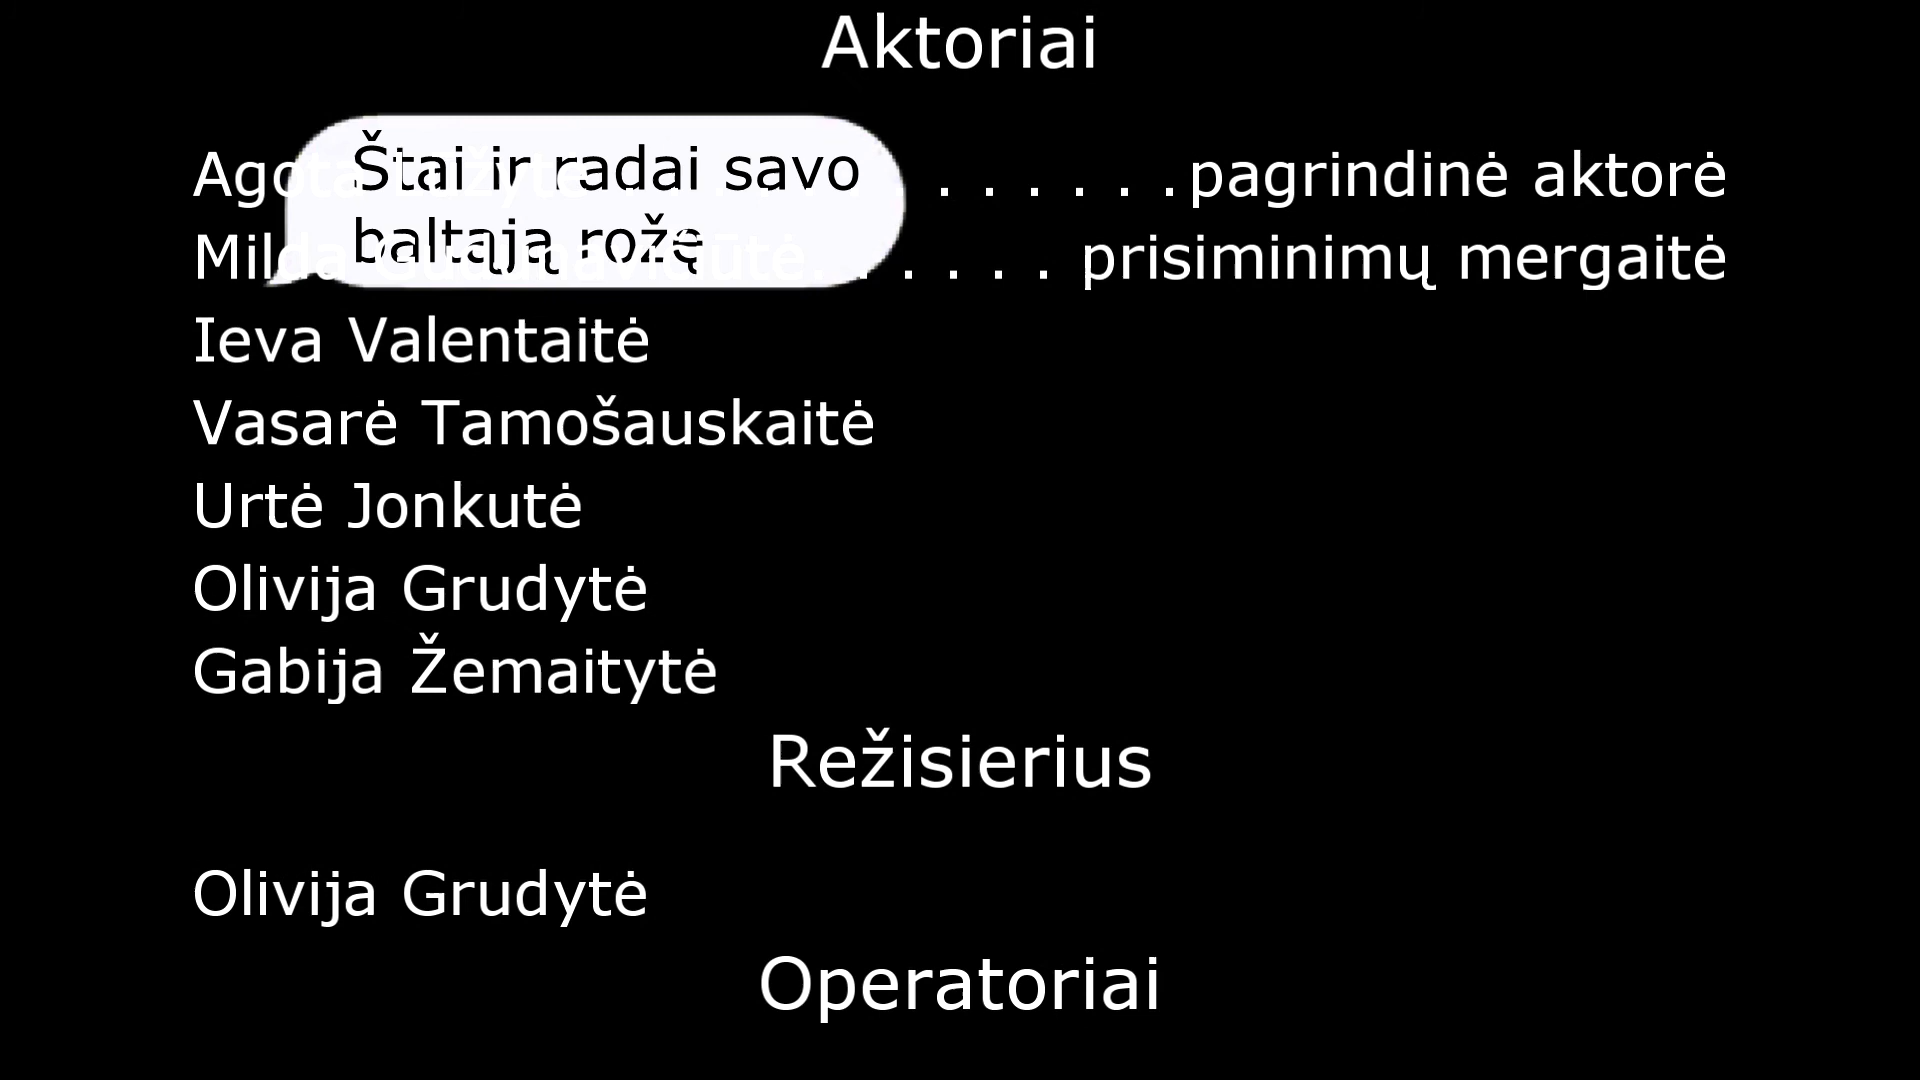 Aktoriai
Štai ir radai savo
baltąją rožę
Agota . . . . . . pagrindinė aktorė
Milda . . . . . . prisiminimų mergaitė
Ieva Valentaitė
Vasarė Tamošauskaitė
Urtė Jonkutė
Olivija Grudytė
Gabija Žemaitytė
Režisierius
Olivija Grudytė
Operatoriai